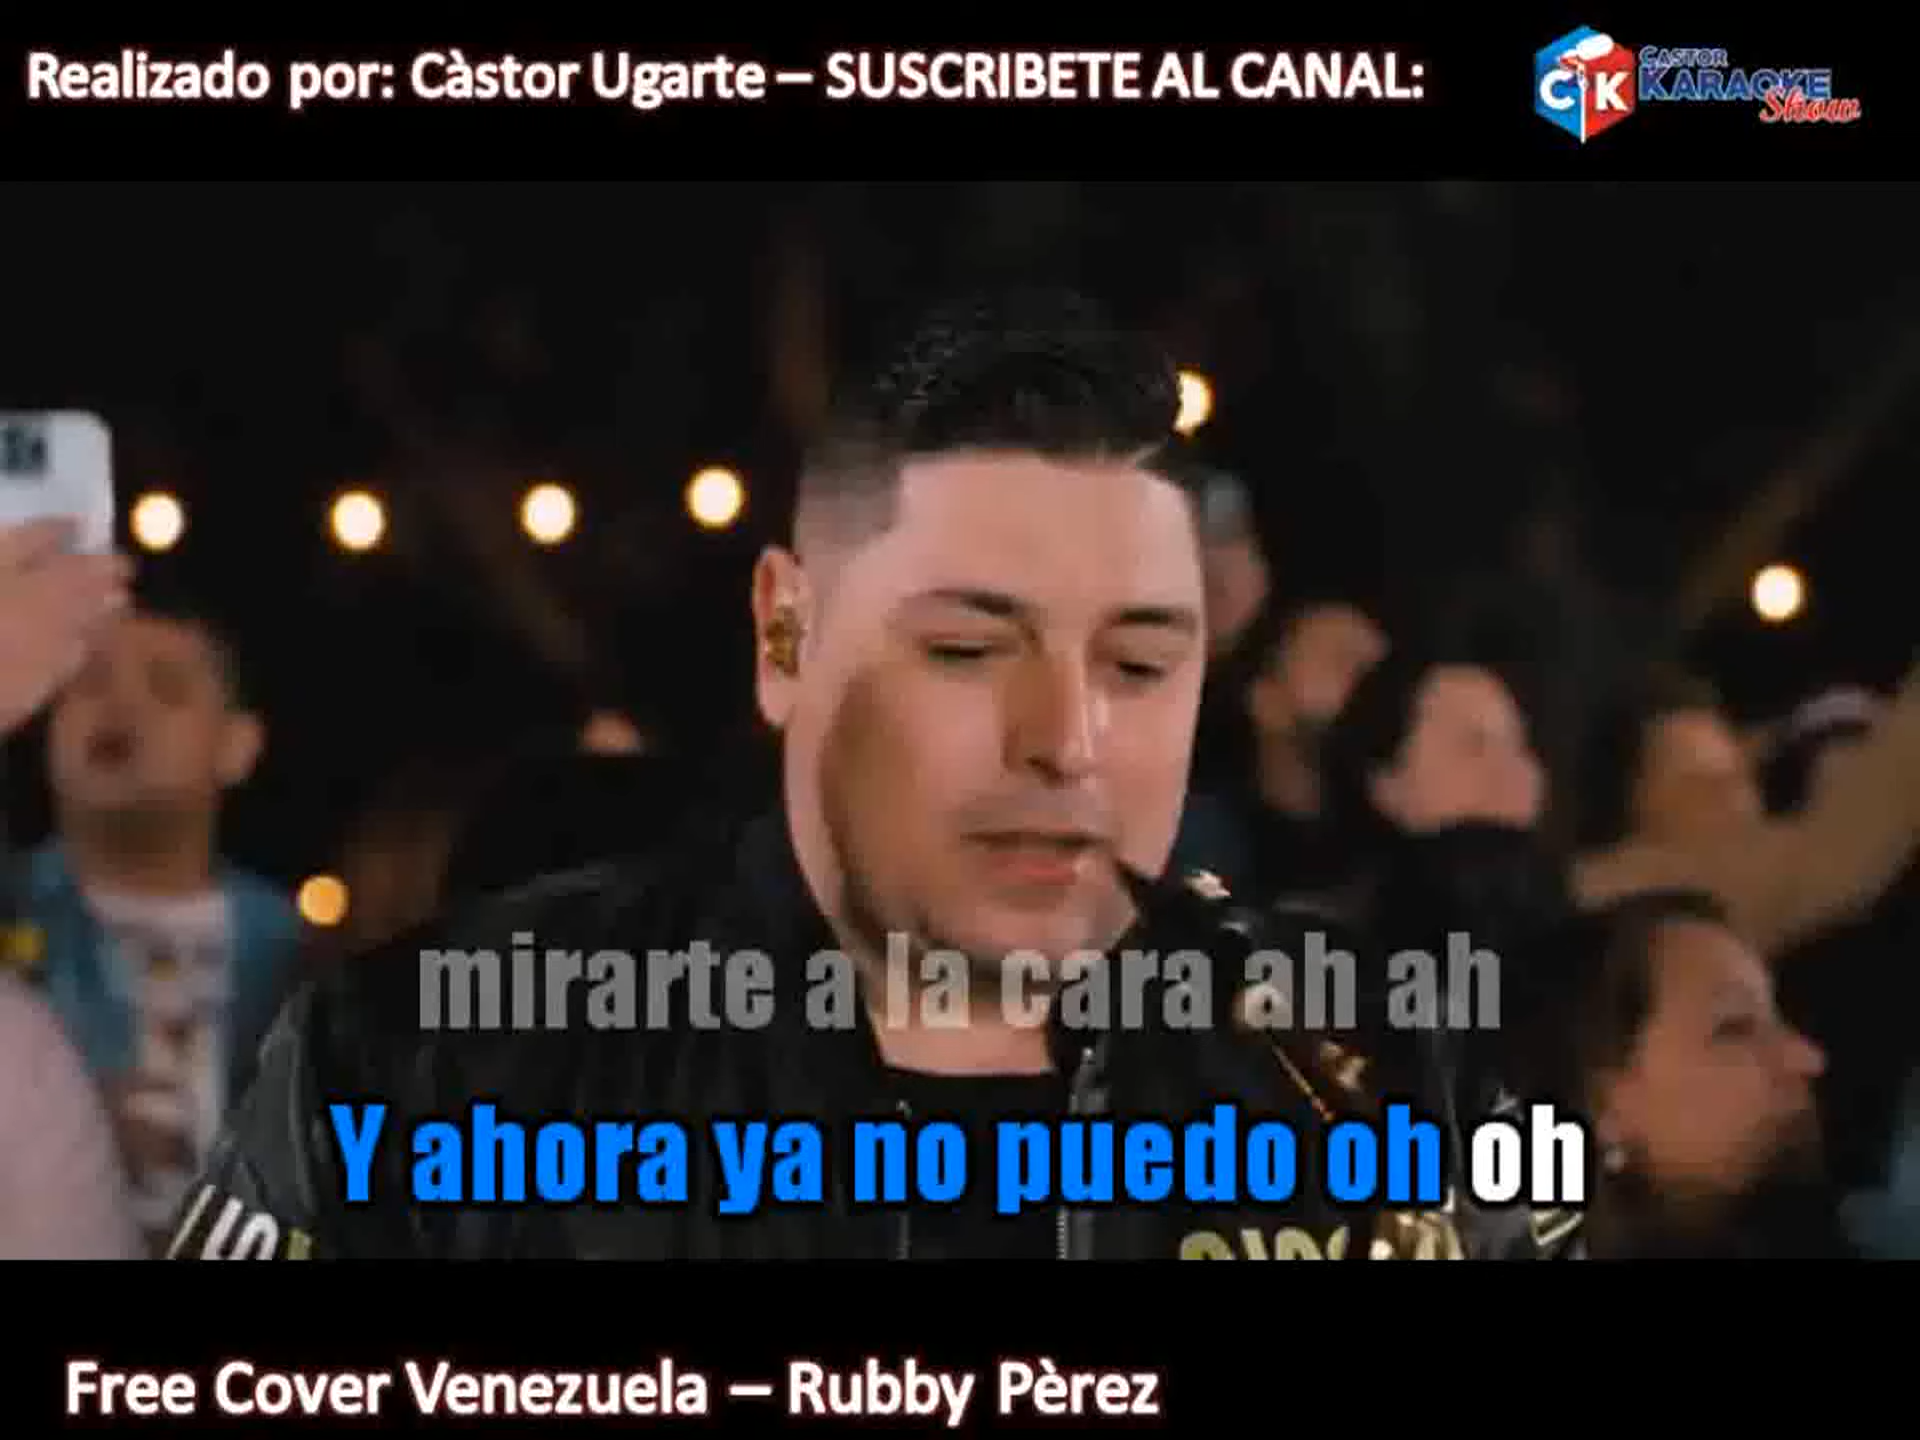 Realizado por: Càstor Ugarte – SUSCRIBETE AL CANAL:
CK CASTOR
KARAOKE
Show
mirarte a la cara ah ah
Y ahora ya no puedo oh oh
Free Cover Venezuela – Rubby Pèrez